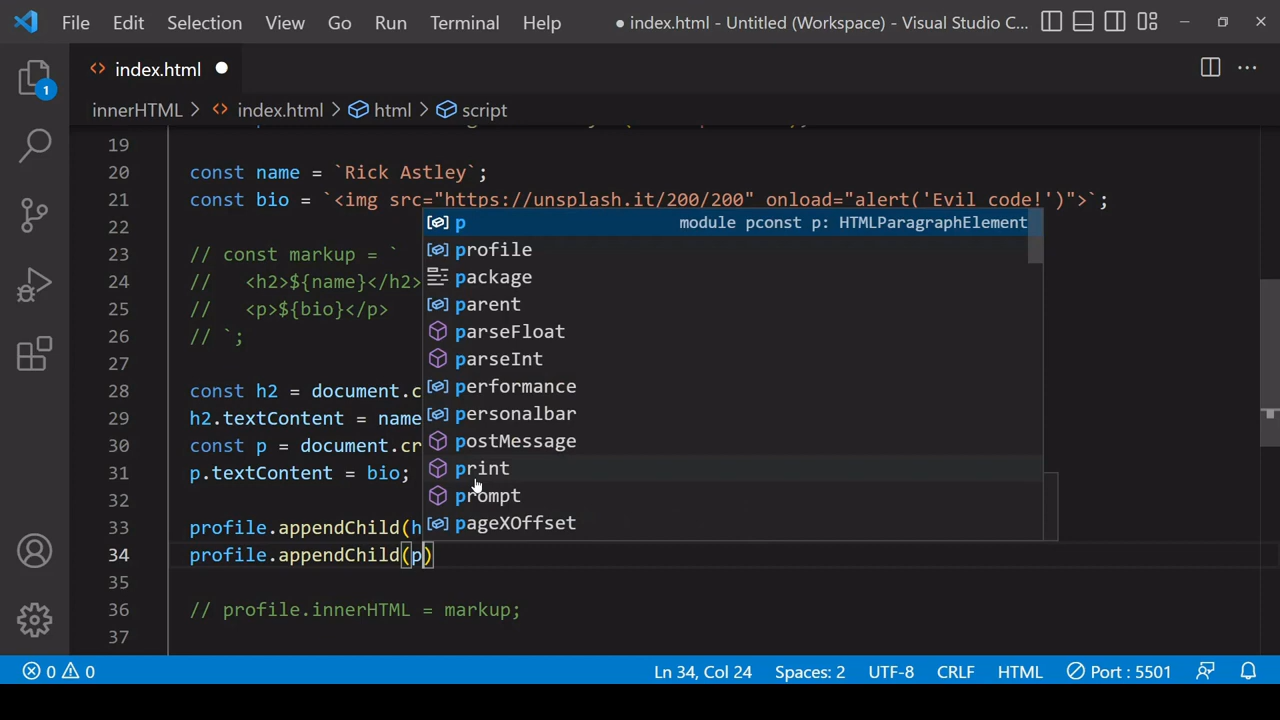 File Edit Selection View Go Run Terminal Help ● index.html - Untitled (Workspace) - Visual Studio C...
index.html
1
innerHTML > index.html > html > script
19
20 const name = `Rick Astley`;
21 const bio = `<img src="https://unsplash.it/200/200" onload="alert('Evil code!')">`;
22
23 // const markup = `
24 // <h2>${name}</h2>
25 // <p>${bio}</p>
26 // `;
27
28 const h2 = document.c
29 h2.textContent = name
30 const p = document.cr
31 p.textContent = bio;
32
33 profile.appendChild(h
34 profile.appendChild(p)
35
36 // profile.innerHTML = markup;
37
p module pconst p: HTMLParagraphElement
profile
package
parent
parseFloat
parseInt
performance
personalbar
postMessage
print
prompt
pageXOffset
0 0 Ln 34, Col 24 Spaces: 2 UTF-8 CRLF HTML Port : 5501